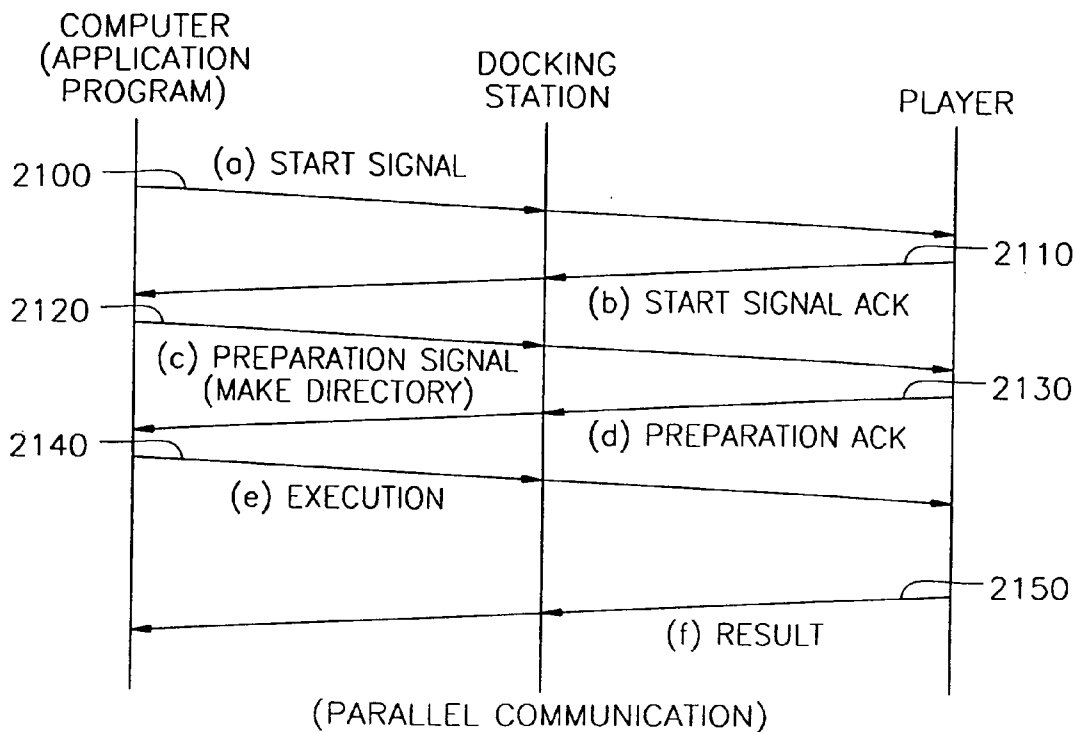 COMPUTER
(APPLICATION
PROGRAM)
DOCKING
STATION
PLAYER
2100
(a) START SIGNAL
2110
(b) START SIGNAL ACK
2120
(c) PREPARATION SIGNAL
(MAKE DIRECTORY)
2130
(d) PREPARATION ACK
2140
(e) EXECUTION
2150
(f) RESULT
(PARALLEL COMMUNICATION)